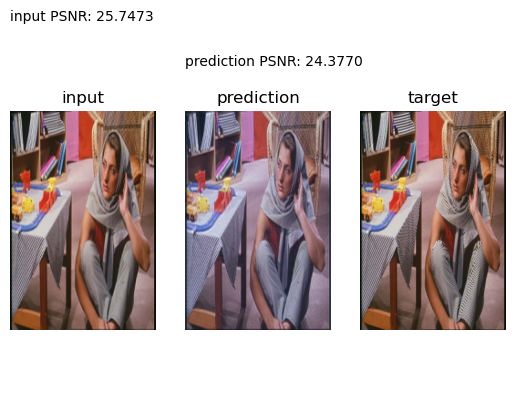 input PSNR: 25.7473
prediction PSNR: 24.3770
input
prediction
target